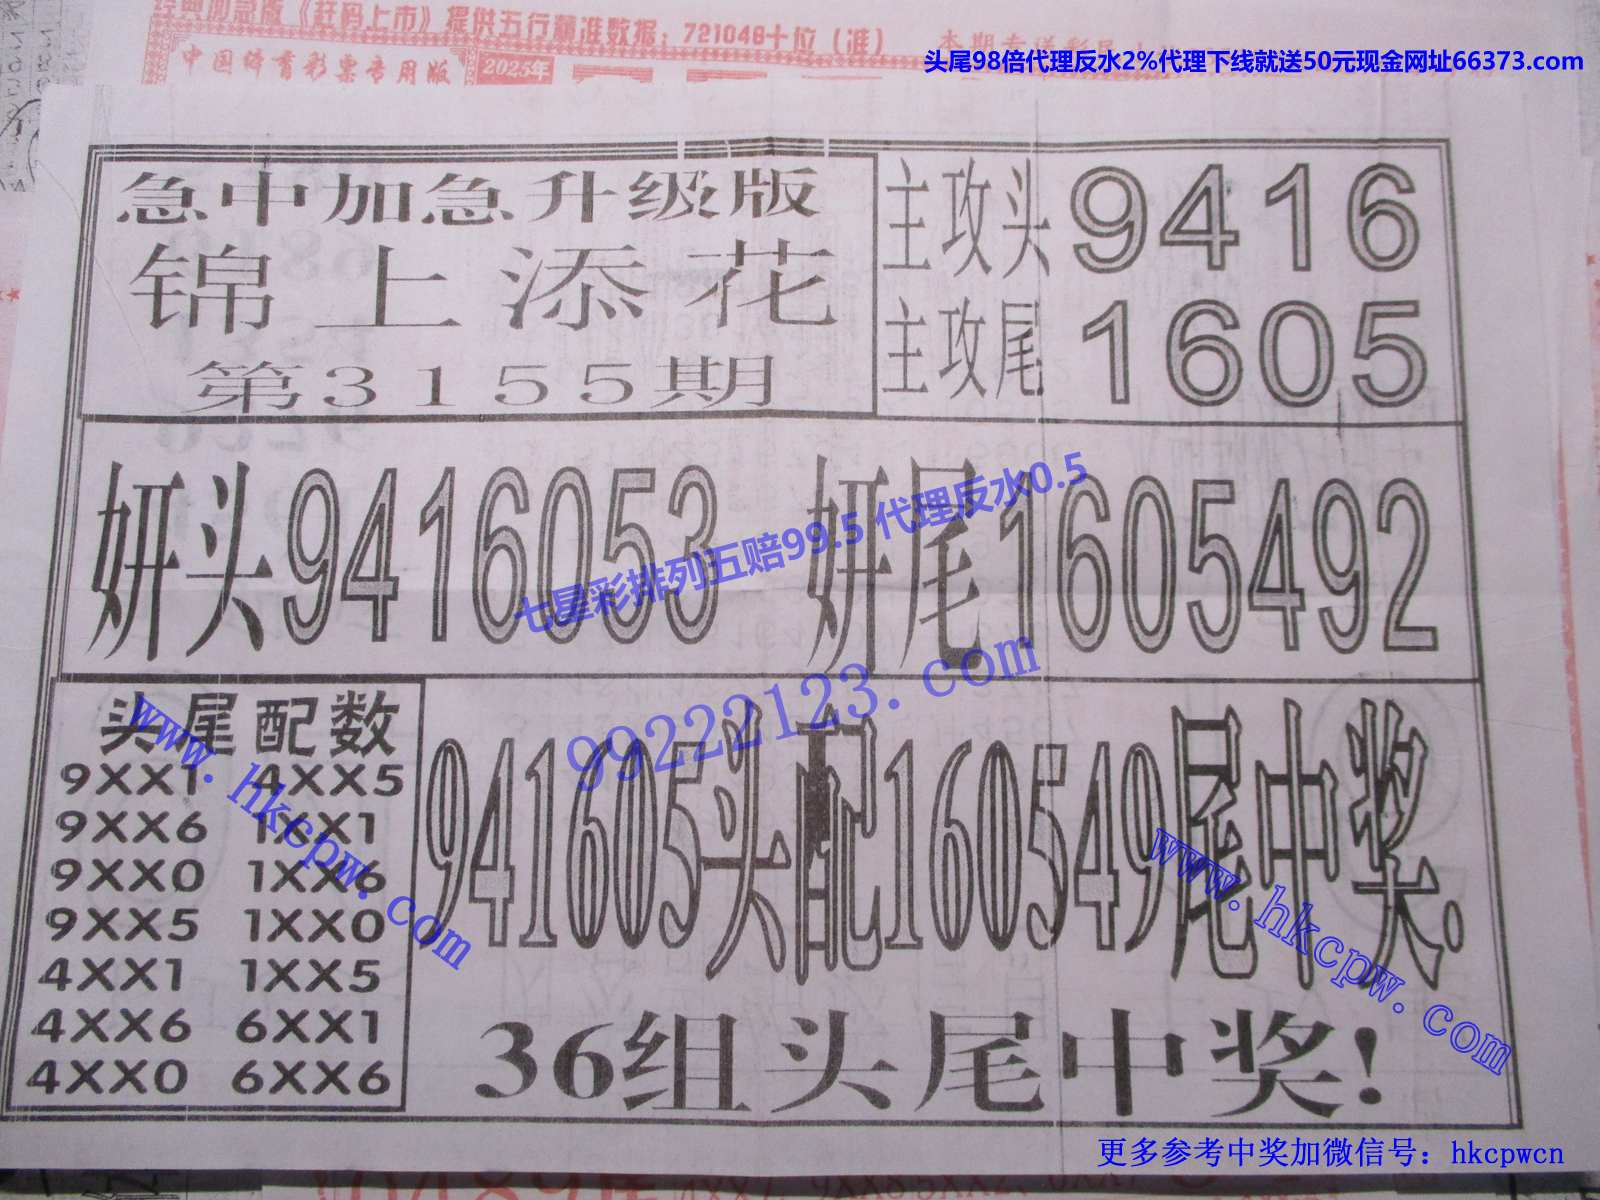 经典加急版《赶码上市》提供五行精准数据：721046十位（准）
中国体育彩票专用版
2025年
头尾98倍代理反水2%代理下线就送50元现金网址66373.com
急中加急升级版
锦上添花
第3155期
主攻头9416
主攻尾1605
妍头9416053 妍尾1605492
七星彩排列五赔99.5 代理反水0.5
99222123.com
头尾配数
9XX1 4XX5
9XX6 1XX1
9XX0 1XX6
9XX5 1XX0
4XX1 1XX5
4XX6 6XX1
4XX0 6XX6
www.hkcpw.com
941605头配160549尾中奖.
www.hkcpw.com
36组头尾中奖!
更多参考中奖加微信号：hkcpwcn